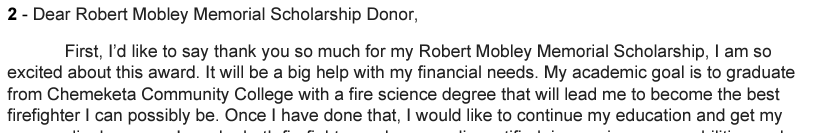 2 - Dear Robert Mobley Memorial Scholarship Donor,
First, I'd like to say thank you so much for my Robert Mobley Memorial Scholarship, I am so
excited about this award. It will be a big help with my financial needs. My academic goal is to graduate
from Chemeketa Community College with a fire science degree that will lead me to become the best
firefighter I can possibly be. Once I have done that, I would like to continue my education and get my